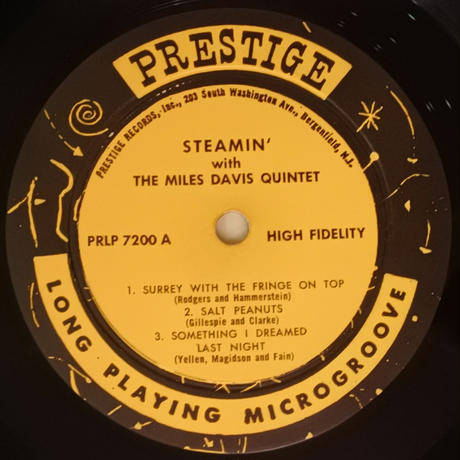 PRESTIGE
PRESTIGE RECORDS, Inc., 203 South Washington Ave., Bergenfield, N.J.
STEAMIN'
with
THE MILES DAVIS QUINTET
PRLP 7200 A
HIGH FIDELITY
1. SURREY WITH THE FRINGE ON TOP
(Rodgers and Hammerstein)
2. SALT PEANUTS
(Gillespie and Clarke)
3. SOMETHING I DREAMED
LAST NIGHT
(Yellen, Magidson and Fain)
LONG PLAYING MICROGROOVE